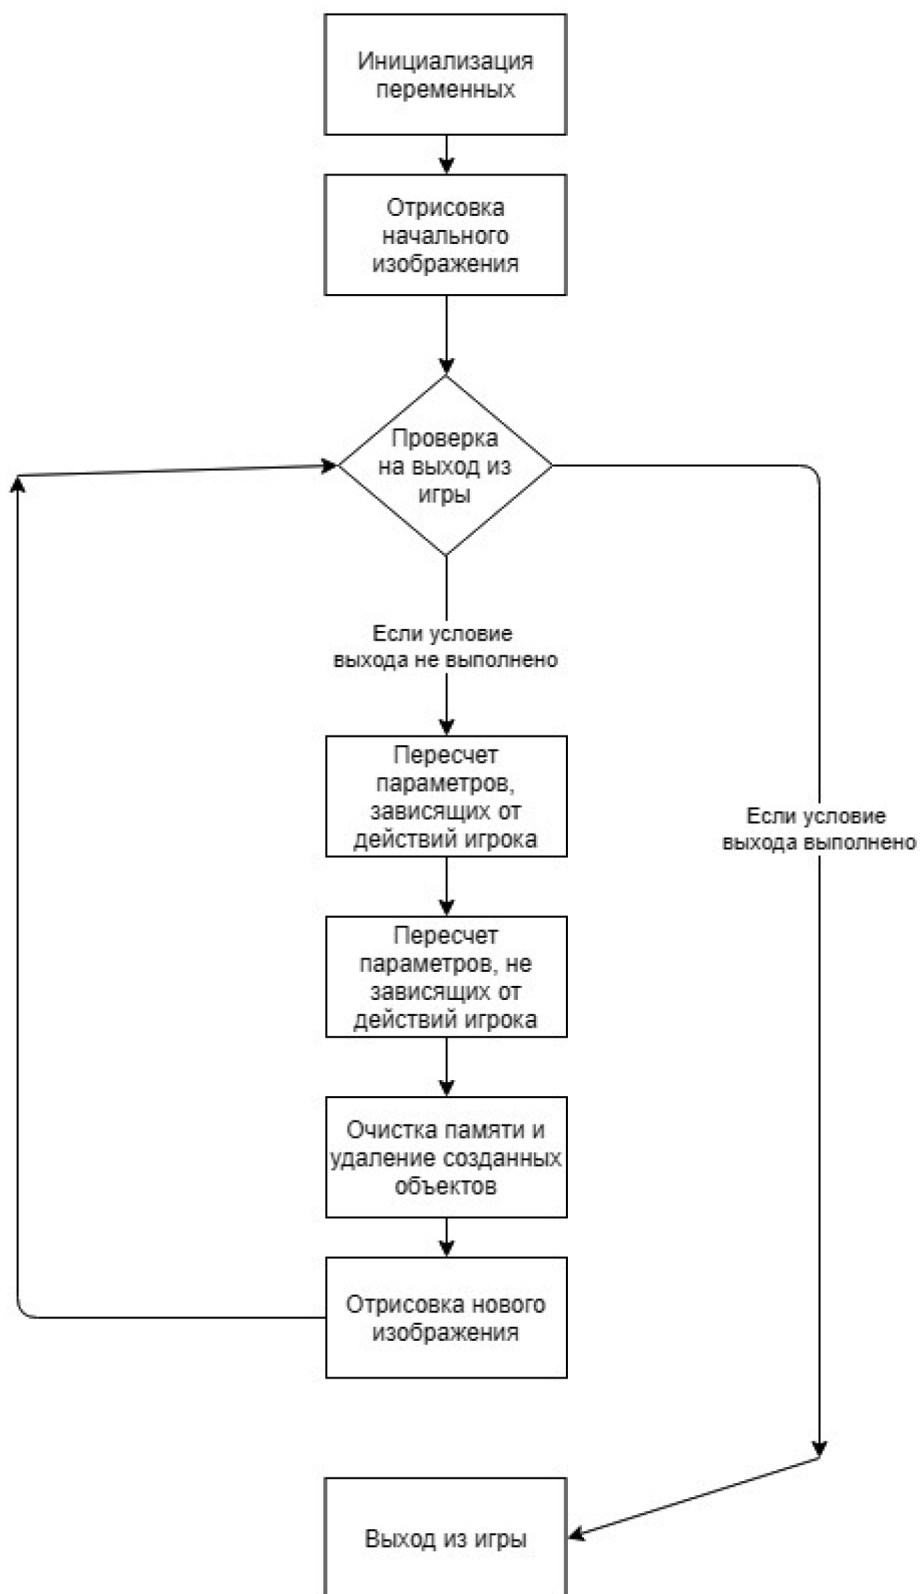 Инициализация
переменных
Отрисовка
начального
изображения
Проверка
на выход из
игры
Если условие
выхода не выполнено
Пересчет
параметров,
зависящих от
действий игрока
Если условие
выхода выполнено
Пересчет
параметров, не
зависящих от
действий игрока
Очистка памяти и
удаление созданных
объектов
Отрисовка нового
изображения
Выход из игры